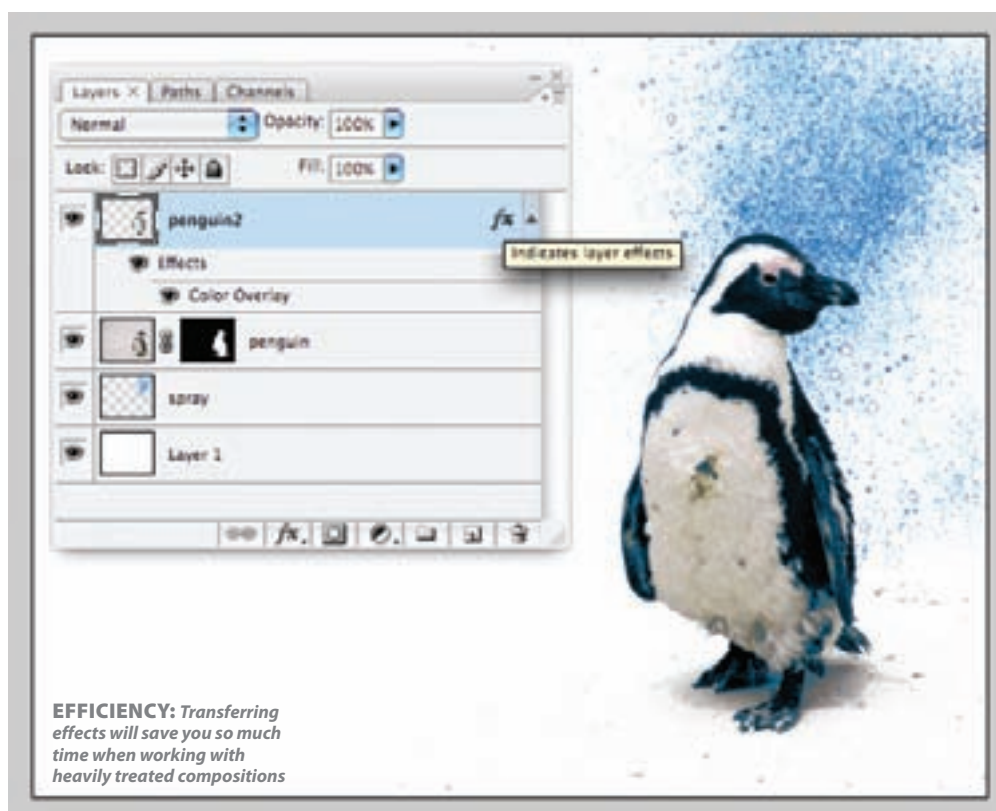 Layers × Paths Channels
Normal Opacity: 100%
Lock: Fill: 100%
penguin2 fx
Indicates layer effects
Effects
Color Overlay
penguin
spray
Layer 1
fx.
EFFICIENCY: Transferring
effects will save you so much
time when working with
heavily treated compositions